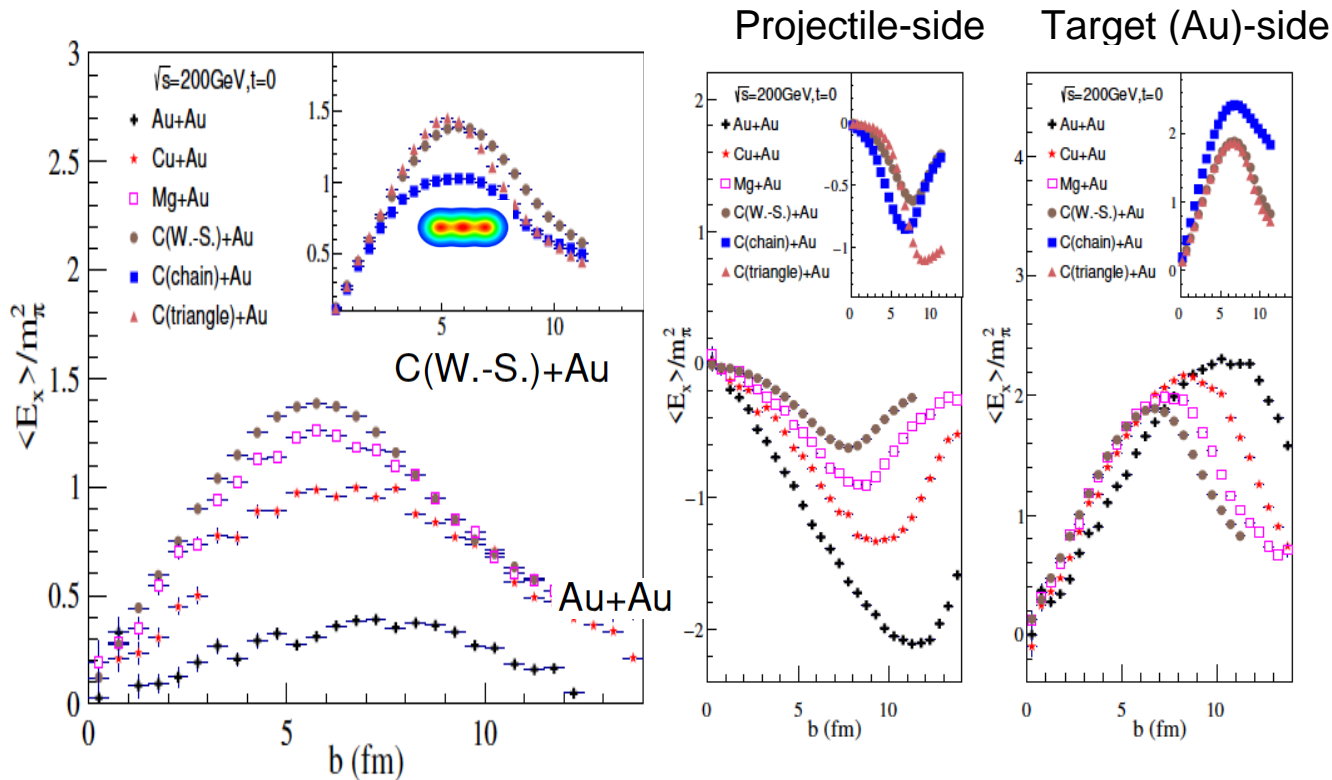 Projectile-side
Target (Au)-side
√s=200GeV,t=0
Au+Au
Cu+Au
Mg+Au
C(W.-S.)+Au
C(chain)+Au
C(triangle)+Au
<E_x>/m_π^2
3
2.5
2
1.5
1
0.5
0
0
5
10
b (fm)
1.5
1
0.5
5
10
C(W.-S.)+Au
Au+Au
√s=200GeV,t=0
Au+Au
Cu+Au
Mg+Au
C(W.-S.)+Au
C(chain)+Au
C(triangle)+Au
<E_x>/m_π^2
2
1
0
−1
−2
0
5
10
b (fm)
0
−0.5
−1
0
5
10
√s=200GeV,t=0
Au+Au
Cu+Au
Mg+Au
C(W.-S.)+Au
C(chain)+Au
C(triangle)+Au
<E_x>/m_π^2
4
3
2
1
0
0
5
10
b (fm)
2
1
0
0
5
10